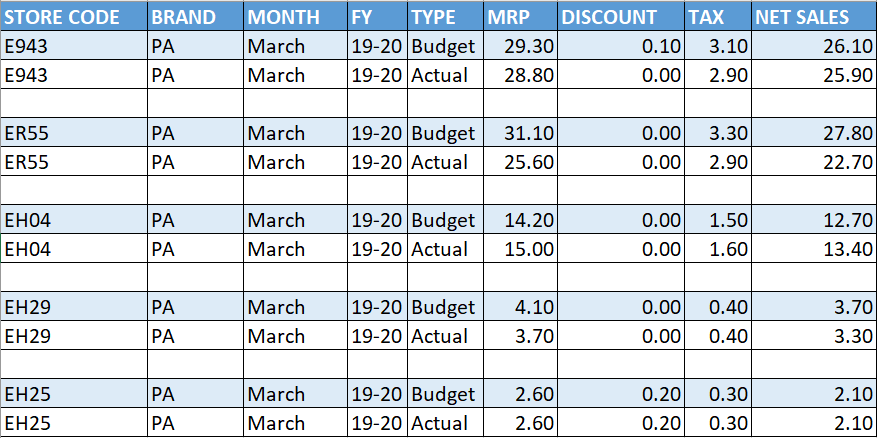 STORE CODE BRAND MONTH FY TYPE MRP DISCOUNT TAX NET SALES
E943 PA March 19-20 Budget 29.30 0.10 3.10 26.10
E943 PA March 19-20 Actual 28.80 0.00 2.90 25.90
ER55 PA March 19-20 Budget 31.10 0.00 3.30 27.80
ER55 PA March 19-20 Actual 25.60 0.00 2.90 22.70
EH04 PA March 19-20 Budget 14.20 0.00 1.50 12.70
EH04 PA March 19-20 Actual 15.00 0.00 1.60 13.40
EH29 PA March 19-20 Budget 4.10 0.00 0.40 3.70
EH29 PA March 19-20 Actual 3.70 0.00 0.40 3.30
EH25 PA March 19-20 Budget 2.60 0.20 0.30 2.10
EH25 PA March 19-20 Actual 2.60 0.20 0.30 2.10